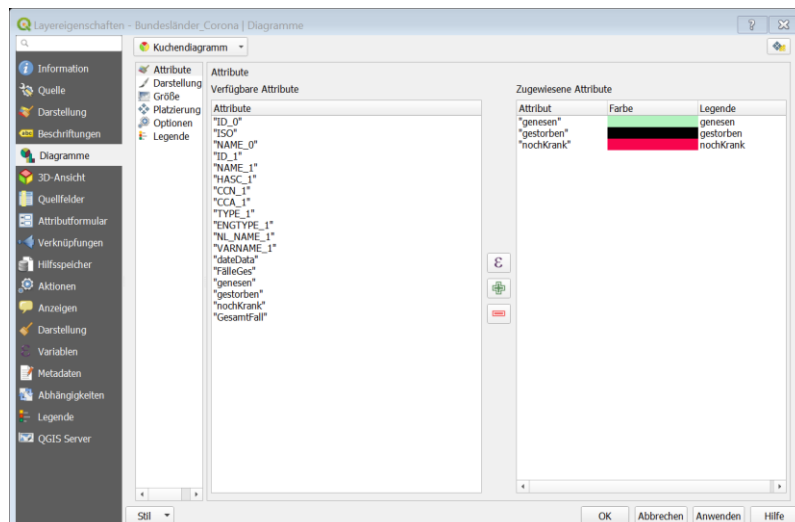 Layereigenschaften - Bundesländer_Corona | Diagramme
Kuchendiagramm
Information
Quelle
Darstellung
Beschriftungen
Diagramme
3D-Ansicht
Quellfelder
Attributformular
Verknüpfungen
Hilfsspeicher
Aktionen
Anzeigen
Darstellung
Variablen
Metadaten
Abhängigkeiten
Legende
QGIS Server
Attribute
Darstellung
Größe
Platzierung
Optionen
Legende
Attribute
Verfügbare Attribute
Attribute
"ID_0"
"ISO"
"NAME_0"
"ID_1"
"NAME_1"
"HASC_1"
"CCN_1"
"CCA_1"
"TYPE_1"
"ENGTYPE_1"
"NL_NAME_1"
"VARNAME_1"
"dateData"
"FälleGes"
"genesen"
"gestorben"
"nochKrank"
"GesamtFall"
ε
Zugewiesene Attribute
Attribut Farbe Legende
"genesen" genesen
"gestorben" gestorben
"nochKrank" nochKrank
Stil
OK Abbrechen Anwenden Hilfe